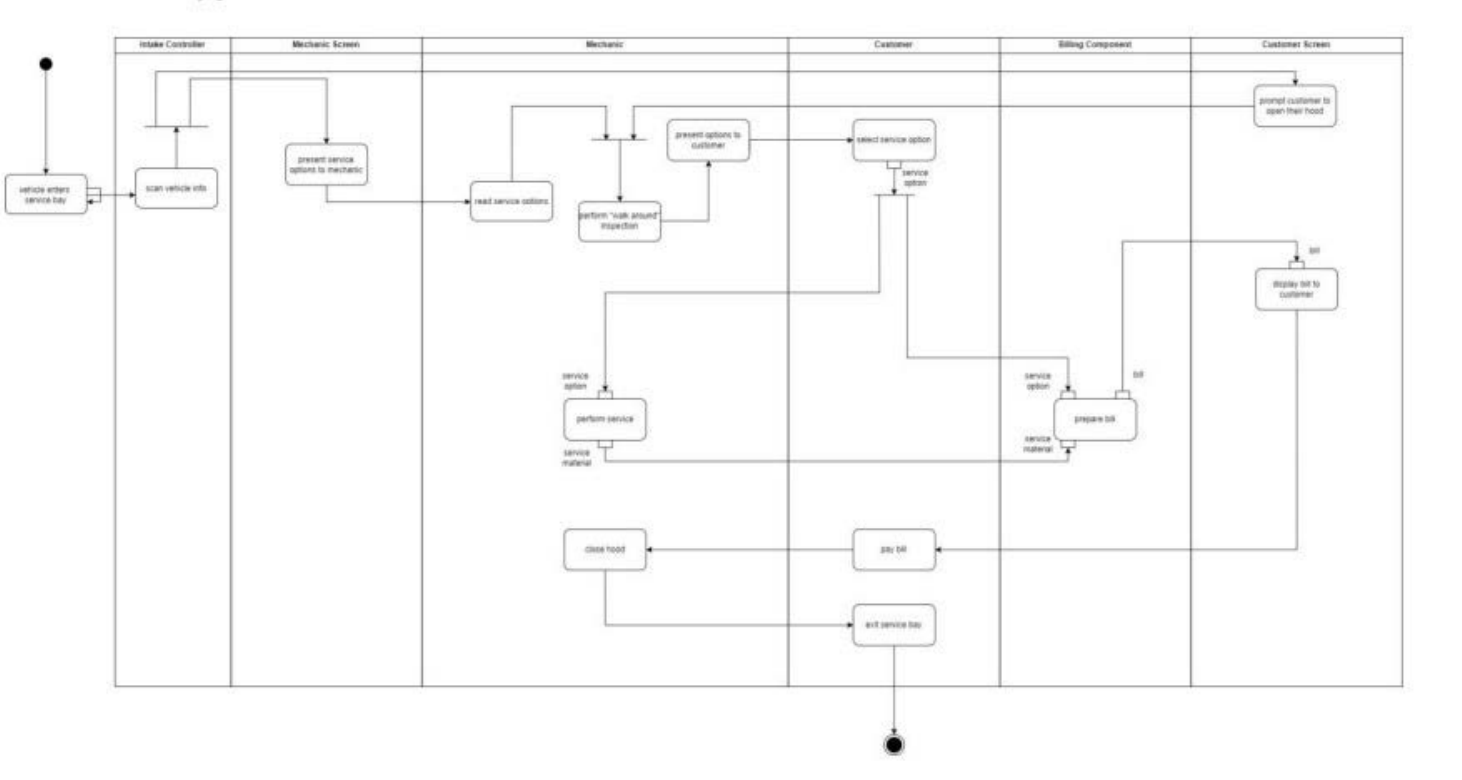 Intake Controller
Mechanic Screen
Mechanic
Customer
Billing Component
Customer Screen
prompt customer to
open their hood
present options to
customer
select service option
present service
options to mechanic
service
option
vehicle enters
service bay
scan vehicle info
read service options
perform "walk around"
inspection
bill
display bill to
customer
service
option
service
option
bill
perform service
prepare bill
service
material
service
material
close hood
pay bill
exit service bay